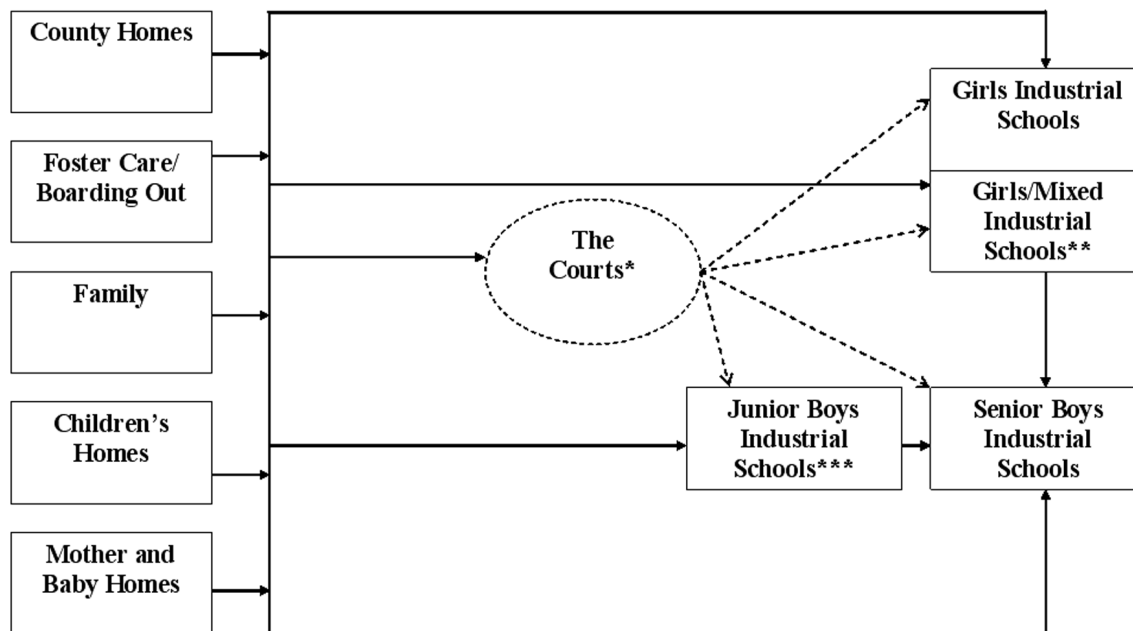 County Homes
Foster Care/
Boarding Out
Family
Children’s
Homes
Mother and
Baby Homes
The
Courts*
Girls Industrial
Schools
Girls/Mixed
Industrial
Schools**
Junior Boys
Industrial
Schools***
Senior Boys
Industrial
Schools